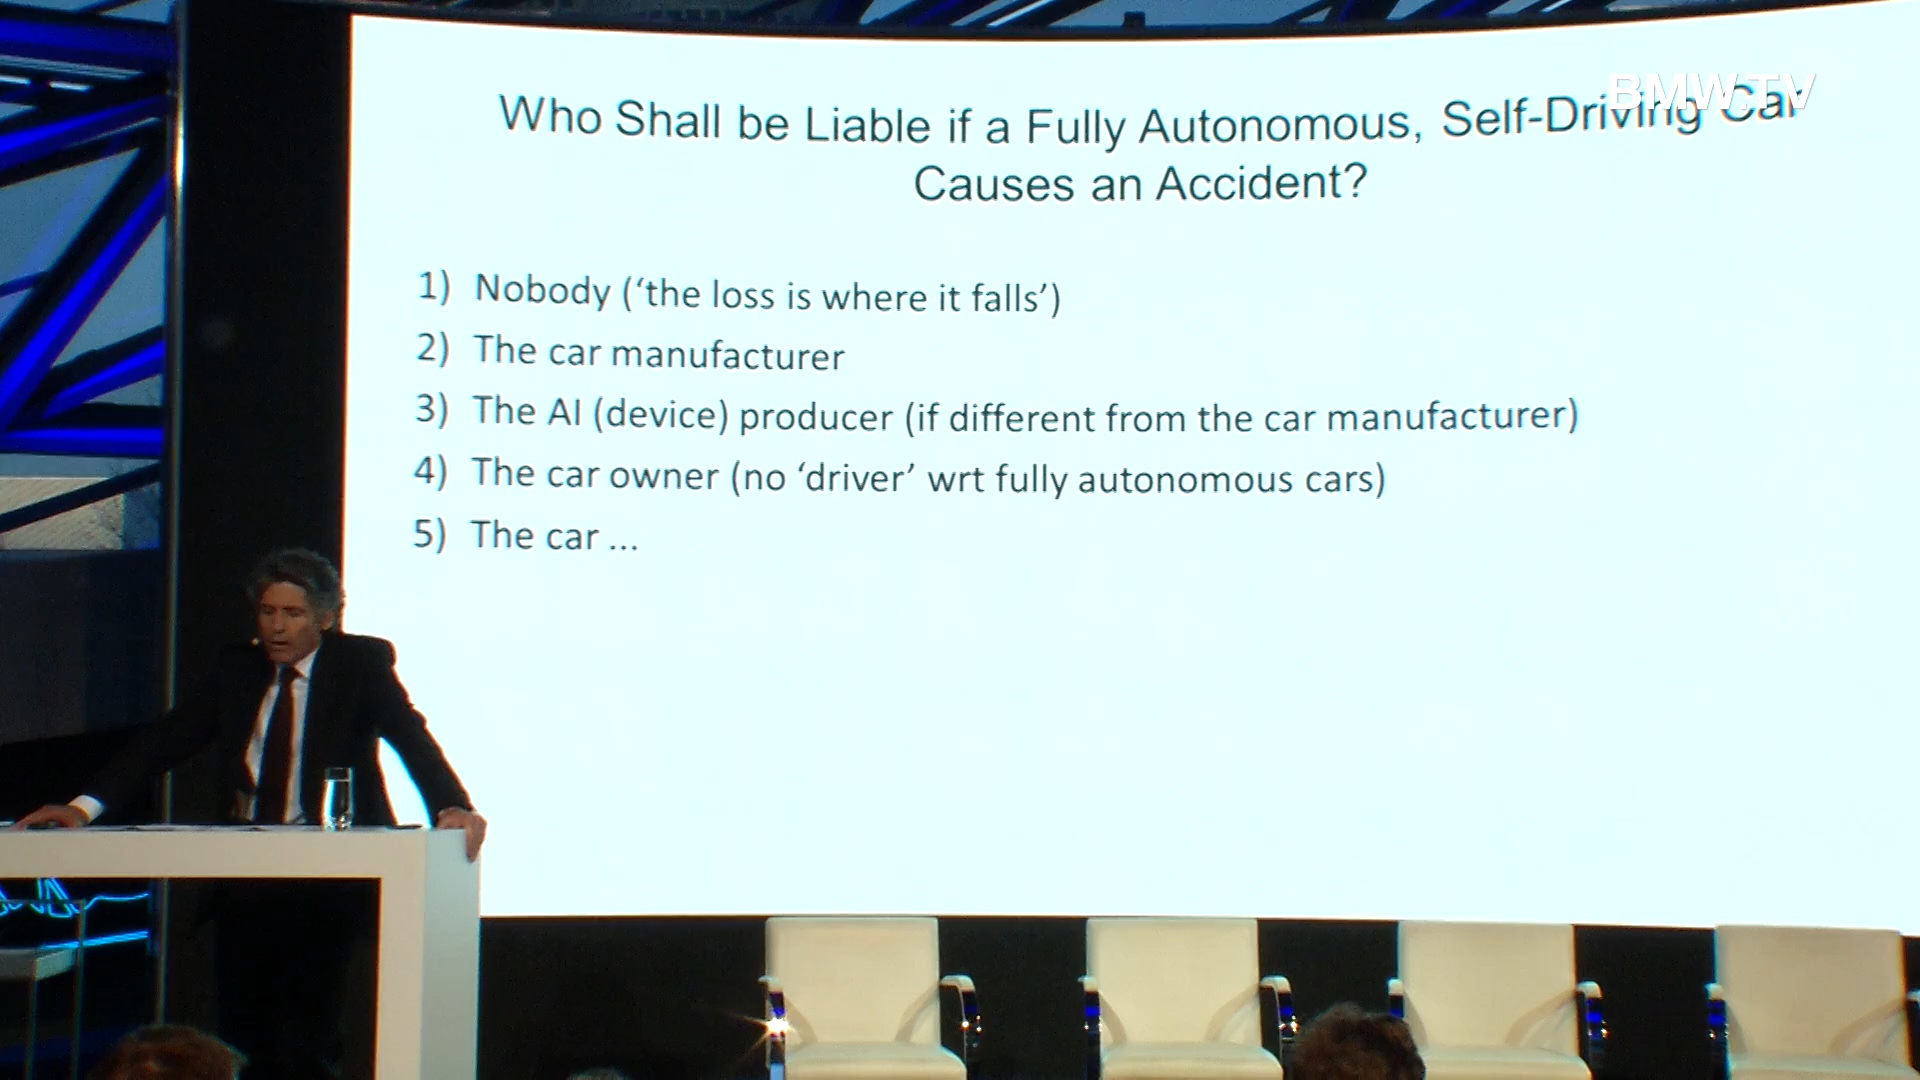 BMW.TV
Who Shall be Liable if a Fully Autonomous, Self-Driving Car
Causes an Accident?
1) Nobody (‘the loss is where it falls’)
2) The car manufacturer
3) The AI (device) producer (if different from the car manufacturer)
4) The car owner (no ‘driver’ wrt fully autonomous cars)
5) The car ...